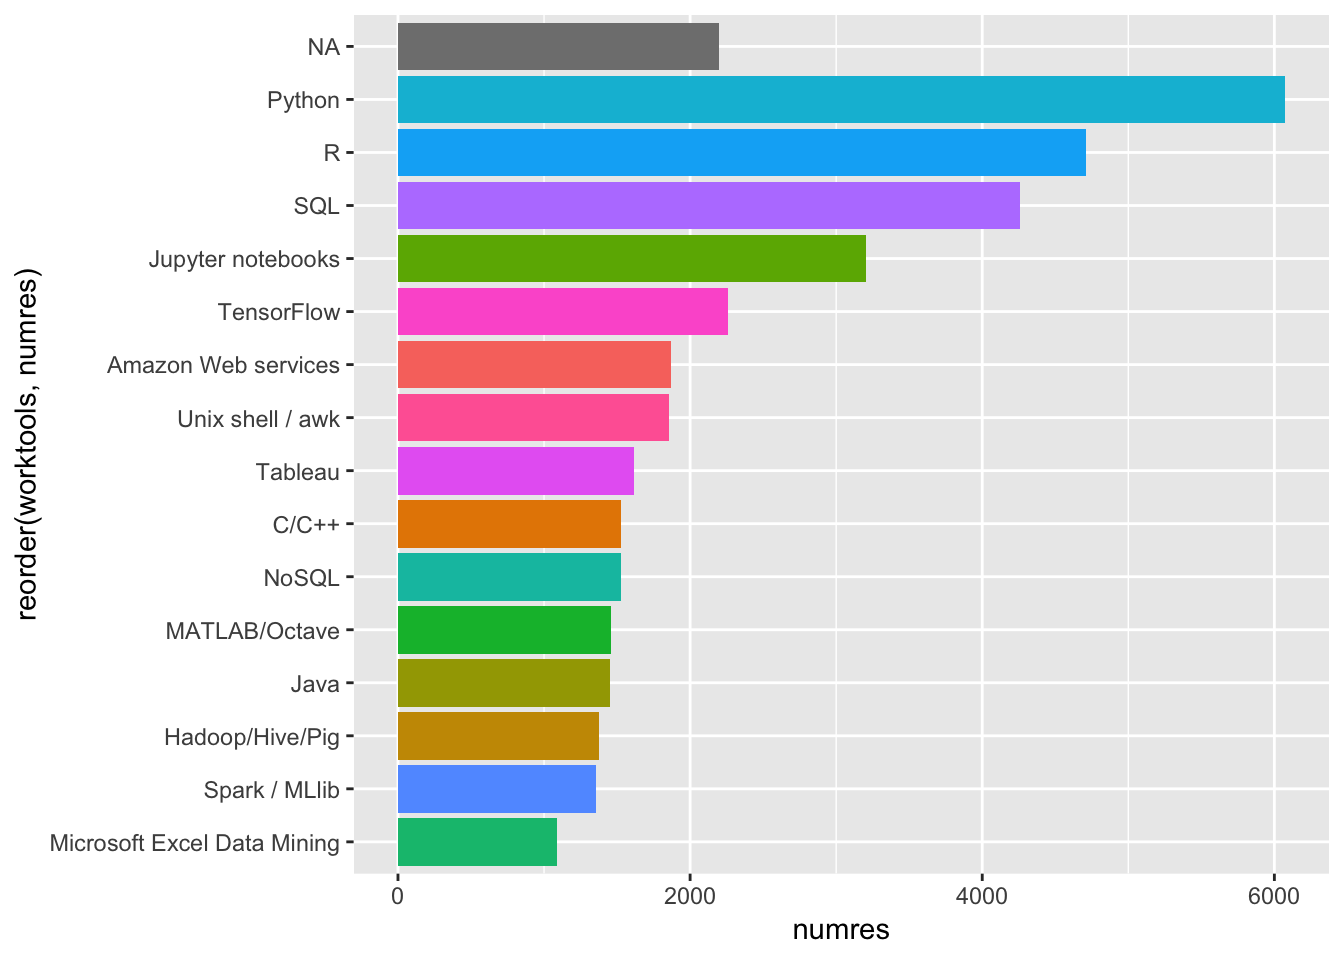 NA
Python
R
SQL
Jupyter notebooks
TensorFlow
Amazon Web services
Unix shell / awk
Tableau
C/C++
NoSQL
MATLAB/Octave
Java
Hadoop/Hive/Pig
Spark / MLlib
Microsoft Excel Data Mining
reorder(worktools, numres)
0 2000 4000 6000
numres